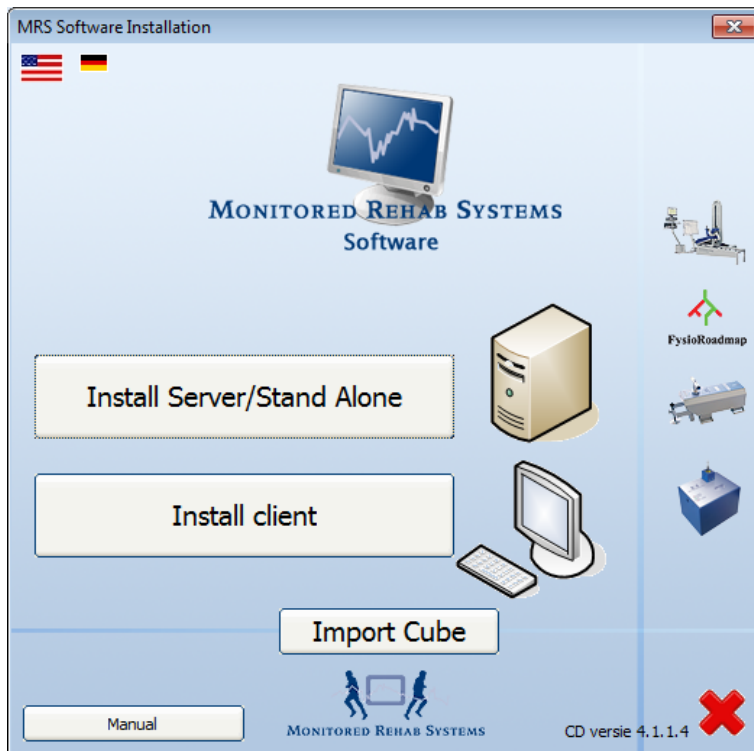 MRS Software Installation
MONITORED REHAB SYSTEMS
Software
FysioRoadmap
Install Server/Stand Alone
Install client
Import Cube
Manual
MONITORED REHAB SYSTEMS
CD versie 4.1.1.4